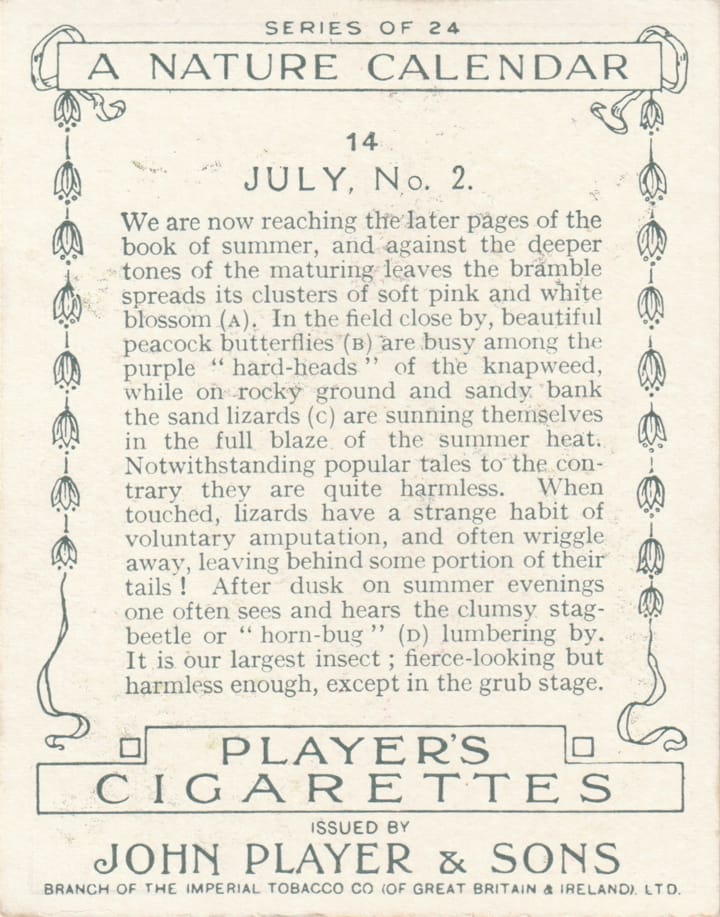 SERIES OF 24
A NATURE CALENDAR
14
JULY, No. 2.
We are now reaching the later pages of the
book of summer, and against the deeper
tones of the maturing leaves the bramble
spreads its clusters of soft pink and white
blossom (A). In the field close by, beautiful
peacock butterflies (B) are busy among the
purple “ hard-heads ” of the knapweed,
while on rocky ground and sandy bank
the sand lizards (C) are sunning themselves
in the full blaze of the summer heat.
Notwithstanding popular tales to the con-
trary they are quite harmless. When
touched, lizards have a strange habit of
voluntary amputation, and often wriggle
away, leaving behind some portion of their
tails ! After dusk on summer evenings
one often sees and hears the clumsy stag-
beetle or “ horn-bug ” (D) lumbering by.
It is our largest insect ; fierce-looking but
harmless enough, except in the grub stage.
PLAYER'S
CIGARETTES
ISSUED BY
JOHN PLAYER & SONS
BRANCH OF THE IMPERIAL TOBACCO CO (OF GREAT BRITAIN & IRELAND), LTD.